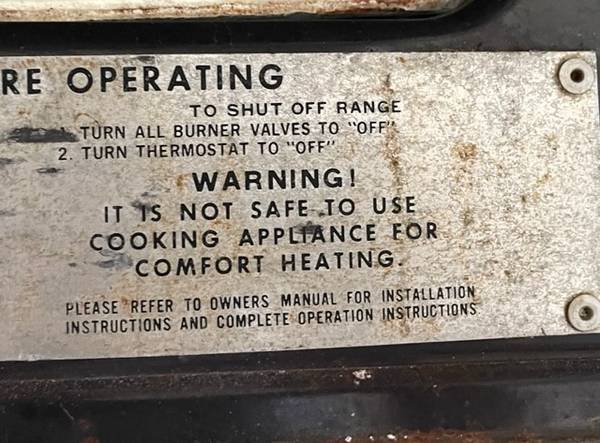 RE OPERATING
TO SHUT OFF RANGE
1. TURN ALL BURNER VALVES TO "OFF"
2. TURN THERMOSTAT TO "OFF"
WARNING!
IT IS NOT SAFE TO USE
COOKING APPLIANCE FOR
COMFORT HEATING.
PLEASE REFER TO OWNERS MANUAL FOR INSTALLATION
INSTRUCTIONS AND COMPLETE OPERATION INSTRUCTIONS